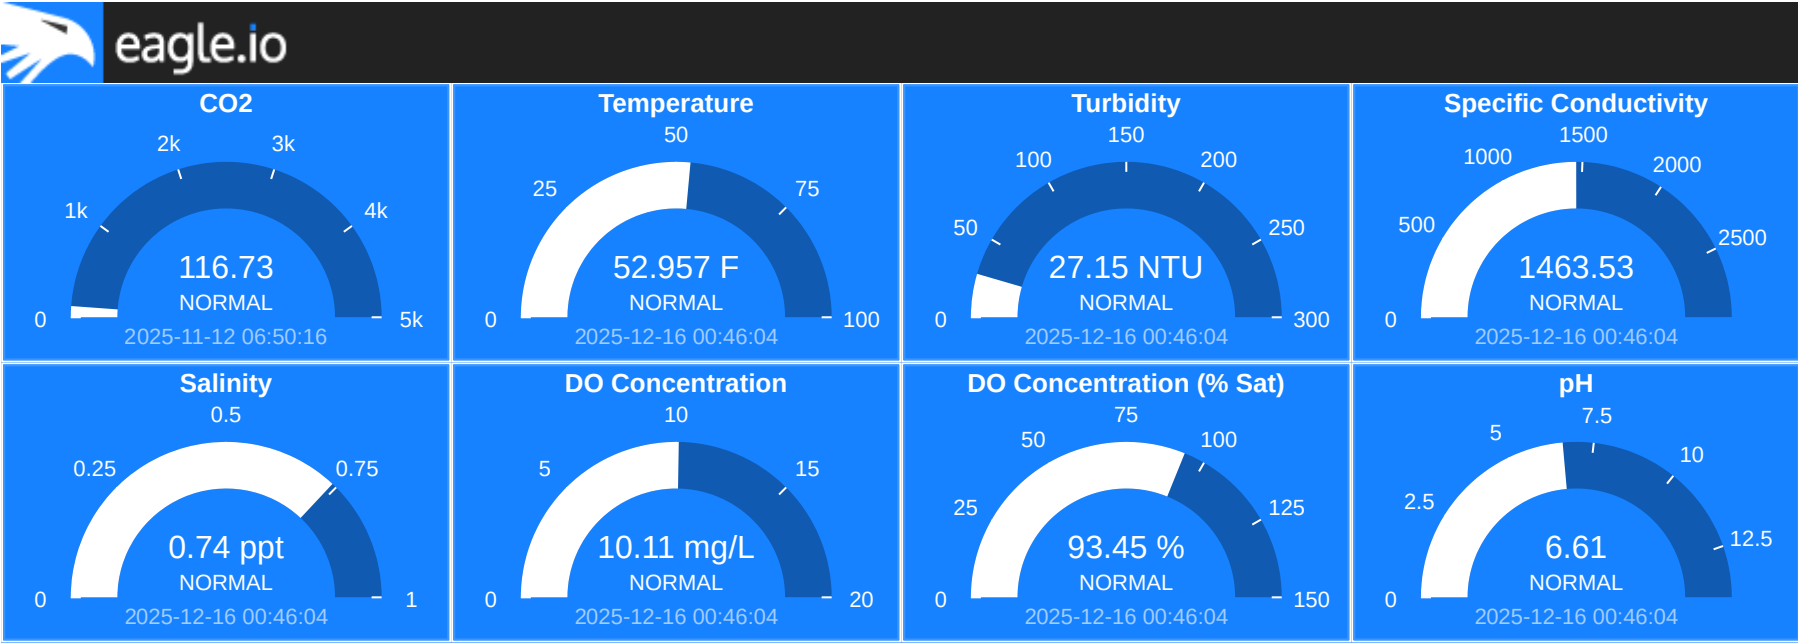 eagle.io
CO2
0
1k
2k
3k
4k
5k
116.73
NORMAL
2025-11-12 06:50:16
Temperature
0
25
50
75
100
52.957 F
NORMAL
2025-12-16 00:46:04
Turbidity
0
50
100
150
200
250
300
27.15 NTU
NORMAL
2025-12-16 00:46:04
Specific Conductivity
0
500
1000
1500
2000
2500
1463.53
NORMAL
2025-12-16 00:46:04
Salinity
0
0.25
0.5
0.75
1
0.74 ppt
NORMAL
2025-12-16 00:46:04
DO Concentration
0
5
10
15
20
10.11 mg/L
NORMAL
2025-12-16 00:46:04
DO Concentration (% Sat)
0
25
50
75
100
125
150
93.45 %
NORMAL
2025-12-16 00:46:04
pH
0
2.5
5
7.5
10
12.5
6.61
NORMAL
2025-12-16 00:46:04